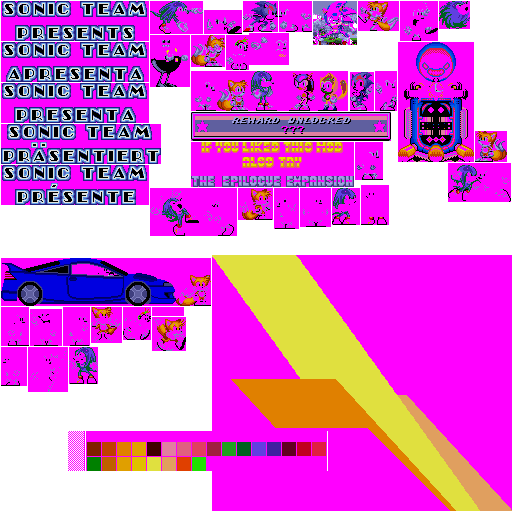 SONIC TEAM
PRESENTS
SONIC TEAM
APRESENTA
SONIC TEAM
PRESENTA
SONIC TEAM
PRÄSENTIERT
SONIC TEAM
PRÉSENTE
REWARD UNLOCKED
???
IF YOU LIKED THIS MOD
ALSO TRY
THE EPILOGUE EXPANSION